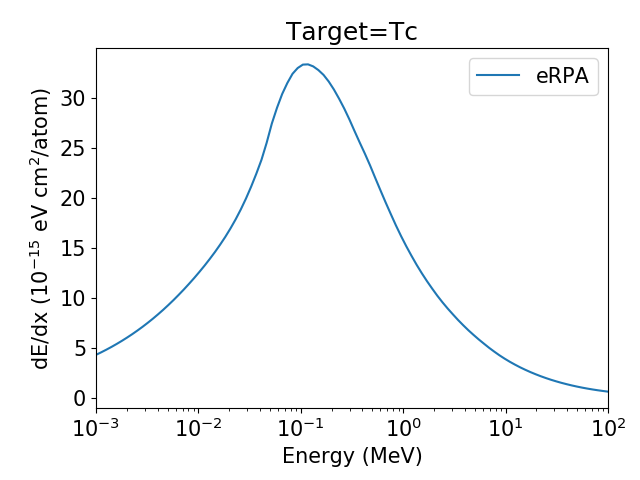 Target=Tc
eRPA
dE/dx (10⁻¹⁵ eV cm²/atom)
30
25
20
15
10
5
0
10⁻³ 10⁻² 10⁻¹ 10⁰ 10¹ 10²
Energy (MeV)